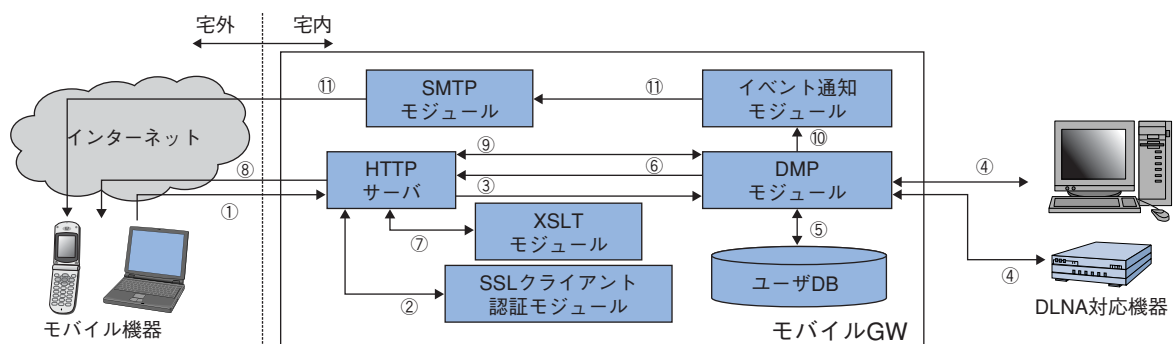 宅外
宅内
⑪
SMTP
モジュール
⑪
イベント通知
モジュール
インターネット
⑩
⑨
HTTP
サーバ
⑧
⑥
DMP
モジュール
④
①
③
XSLT
モジュール
⑦
⑤
SSLクライアント
認証モジュール
②
ユーザDB
④
モバイル機器
モバイルGW
DLNA対応機器